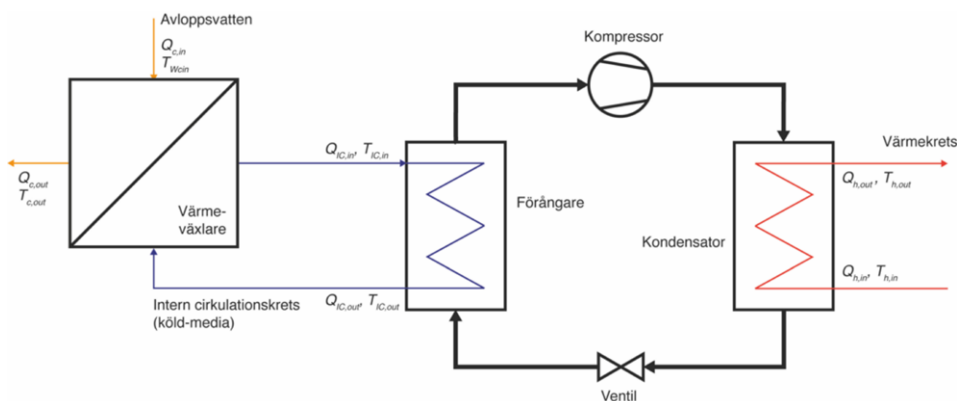 Avloppsvatten
Q_c,in
T_Wcin
Kompressor
Q_c,out
T_c,out
Värme-
växlare
Q_IC,in, T_IC,in
Förångare
Q_IC,out, T_IC,out
Intern cirkulationskrets
(köld-media)
Kondensator
Värmekrets
Q_h,out, T_h,out
Q_h,in, T_h,in
Ventil